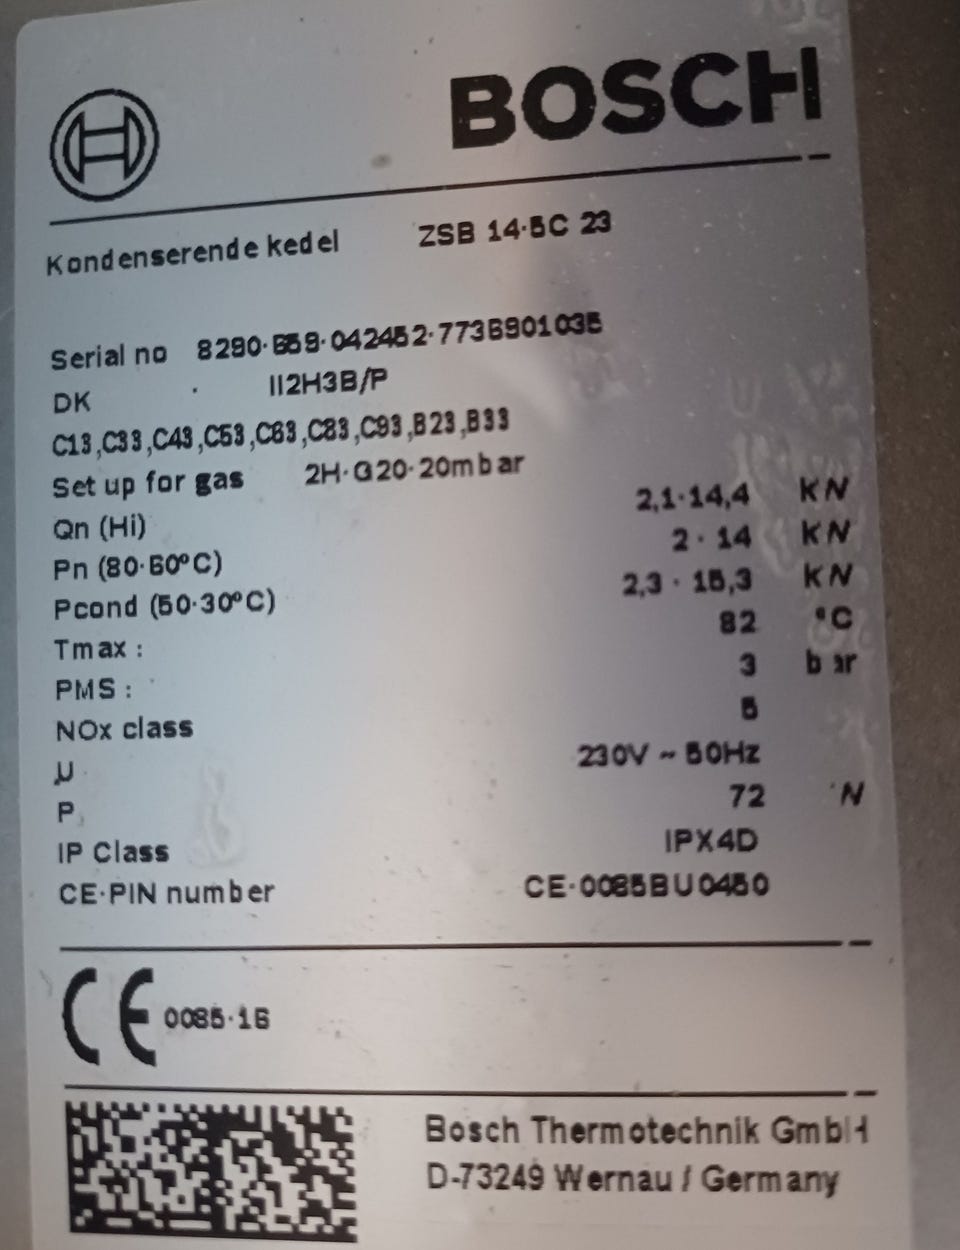 BOSCH
Kondenserende kedel ZSB 14-5C 23
Serial no 8290-659-042452-7736901035
DK II2H3B/P
C13,C33,C43,C53,C63,C83,C93,B23,B33
Set up for gas 2H-G20-20mbar
Qn (Hi) 2,1-14,4 KW
Pn (80-60°C) 2 - 14 KW
Pcond (50-30°C) 2,3 - 15,3 KW
Tmax : 82 °C
PMS : 3 bar
NOx class 5
µ 230V ~ 50Hz
P 72 W
IP Class IPX4D
CE-PIN number CE-0085BU0450
CE 0085-16
Bosch Thermotechnik GmbH
D-73249 Wernau / Germany